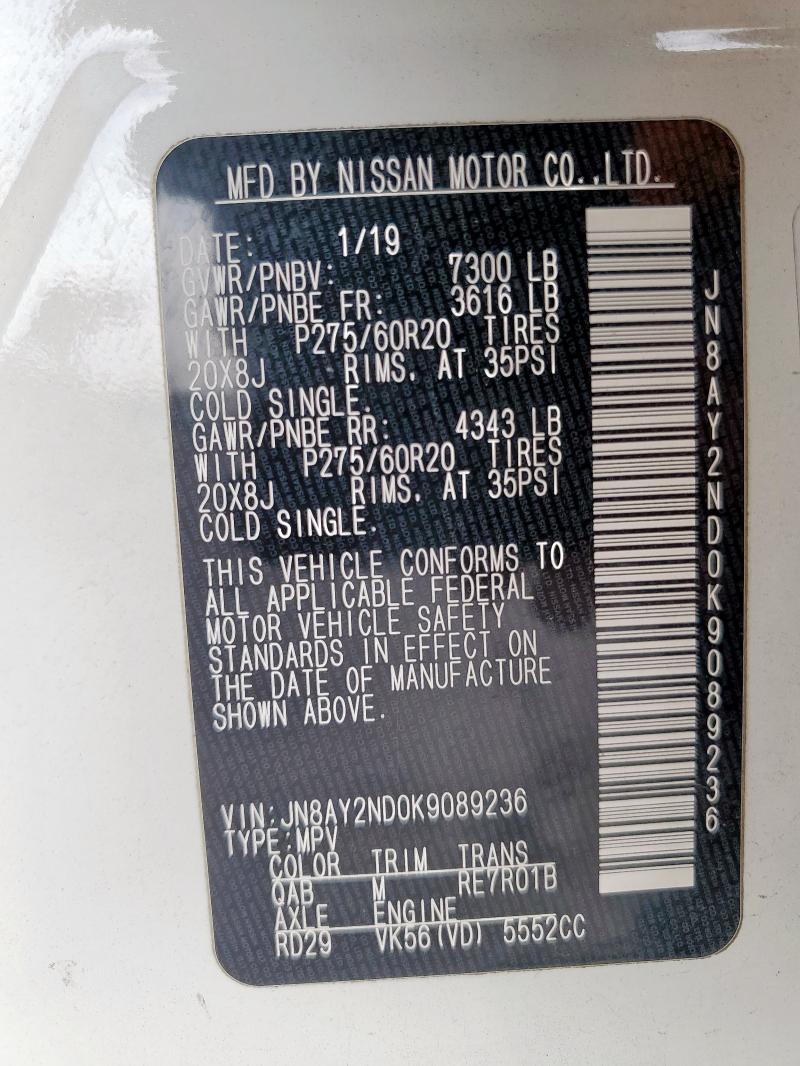 MFD BY NISSAN MOTOR CO.,LTD.
DATE: 1/19
GVWR/PNBV: 7300 LB
GAWR/PNBE FR: 3616 LB
WITH P275/60R20 TIRES
20X8J RIMS. AT 35PSI
COLD SINGLE.
GAWR/PNBE RR: 4343 LB
WITH P275/60R20 TIRES
20X8J RIMS. AT 35PSI
COLD SINGLE.
THIS VEHICLE CONFORMS TO
ALL APPLICABLE FEDERAL
MOTOR VEHICLE SAFETY
STANDARDS IN EFFECT ON
THE DATE OF MANUFACTURE
SHOWN ABOVE.
VIN:JN8AY2ND0K9089236
TYPE:MPV
COLOR TRIM TRANS
QAB M RE7R01B
AXLE ENGINE
RD29 VK56(VD) 5552CC
JN8AY2ND0K9089236